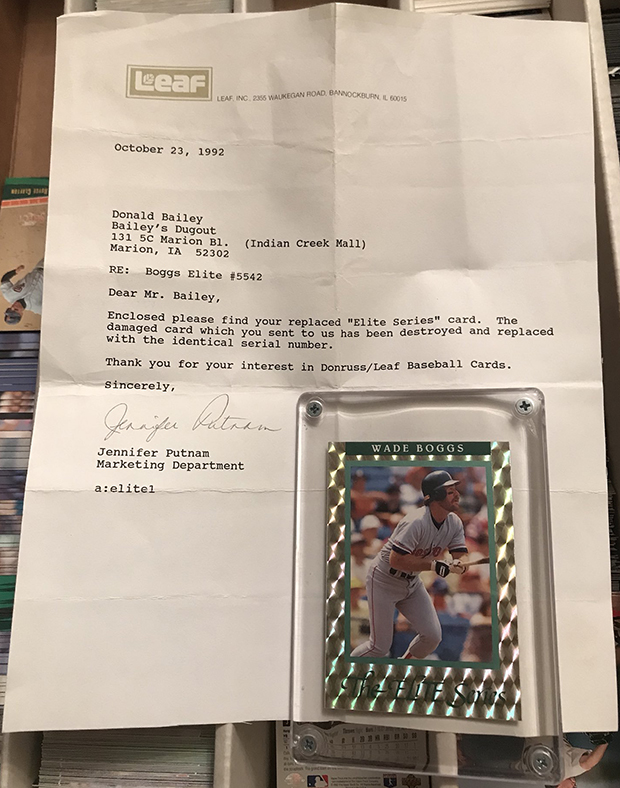 Leaf
LEAF, INC., 2355 WAUKEGAN ROAD, BANNOCKBURN, IL 60015
October 23, 1992
Donald Bailey
Bailey's Dugout
131 5C Marion Bl. (Indian Creek Mall)
Marion, IA 52302
RE: Boggs Elite #5542
Dear Mr. Bailey,
Enclosed please find your replaced "Elite Series" card. The
damaged card which you sent to us has been destroyed and replaced
with the identical serial number.
Thank you for your interest in Donruss/Leaf Baseball Cards.
Sincerely,
Jennifer Putnam
Jennifer Putnam
Marketing Department
a:elite1
WADE BOGGS
The ELITE Series